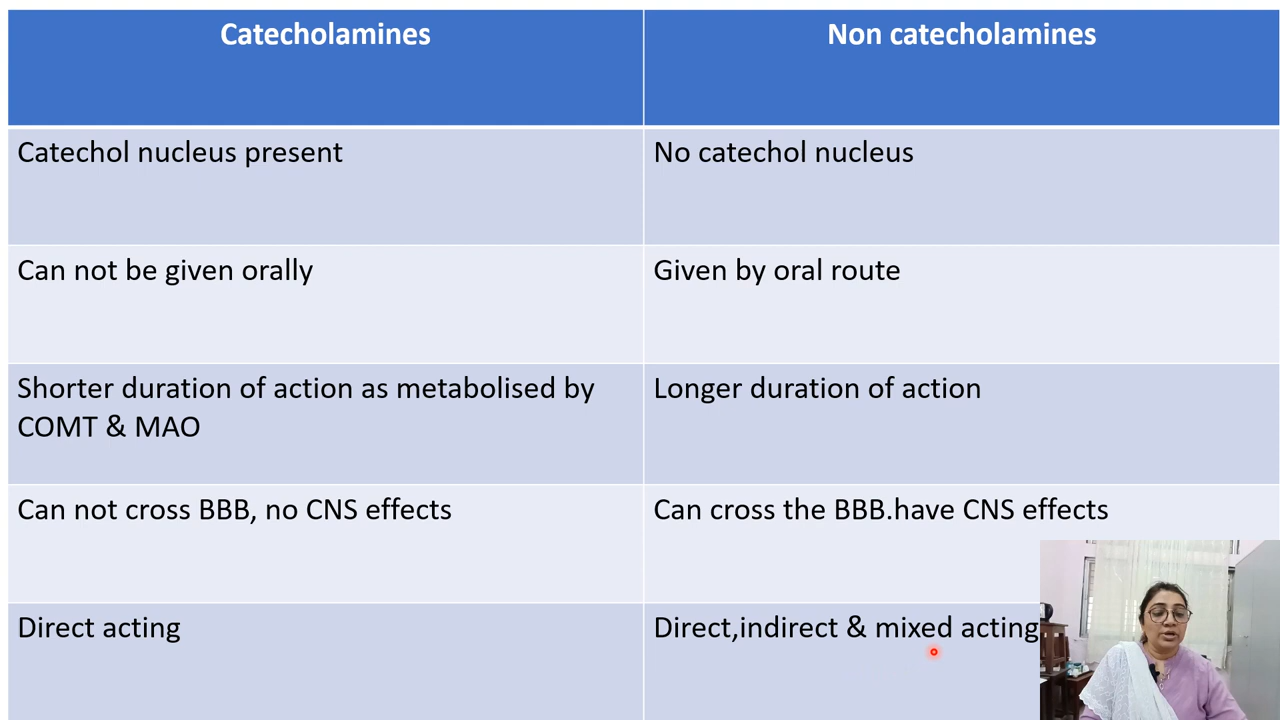 Catecholamines
Non catecholamines
Catechol nucleus present
No catechol nucleus
Can not be given orally
Given by oral route
Shorter duration of action as metabolised by
COMT & MAO
Longer duration of action
Can not cross BBB, no CNS effects
Can cross the BBB.have CNS effects
Direct acting
Direct,indirect & mixed acting